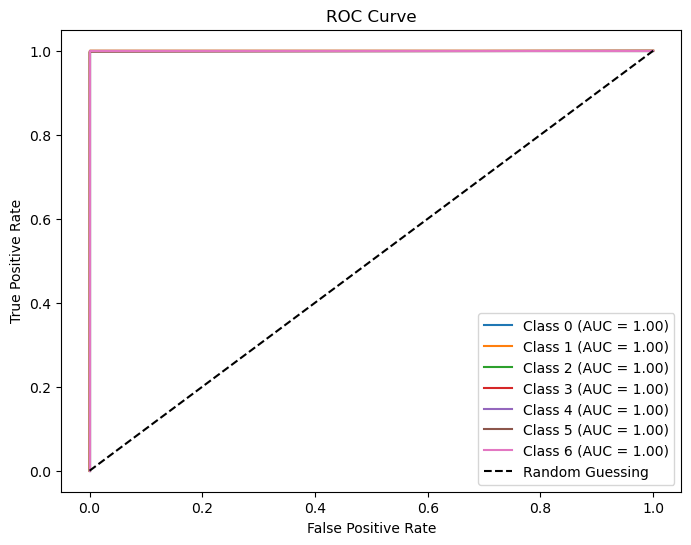 ROC Curve
True Positive Rate
1.0
0.8
0.6
0.4
0.2
0.0
0.0 0.2 0.4 0.6 0.8 1.0
False Positive Rate
Class 0 (AUC = 1.00)
Class 1 (AUC = 1.00)
Class 2 (AUC = 1.00)
Class 3 (AUC = 1.00)
Class 4 (AUC = 1.00)
Class 5 (AUC = 1.00)
Class 6 (AUC = 1.00)
Random Guessing